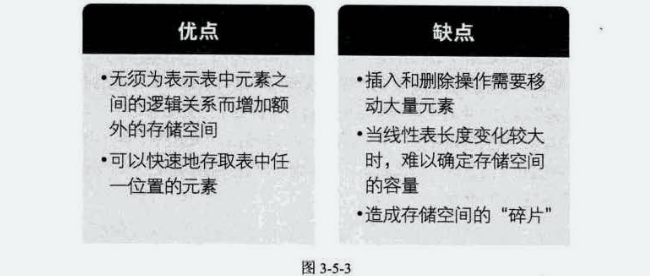 优点
•无须为表示表中元素之
间的逻辑关系而增加额
外的存储空间
•可以快速地存取表中任
一位置的元素
缺点
•插入和删除操作需要移
动大量元素
•当线性表长度变化较大
时，难以确定存储空间
的容量
•造成存储空间的“碎片”
图 3-5-3